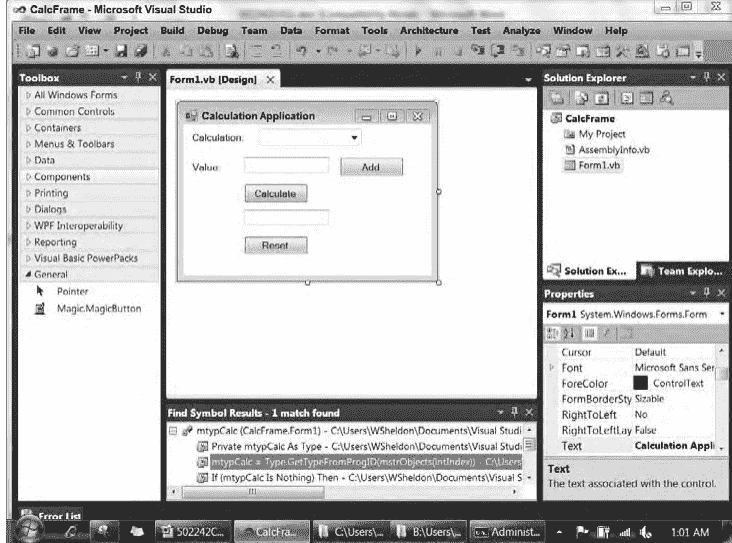 CalcFrame - Microsoft Visual Studio
File Edit View Project Build Debug Team Data Format Tools Architecture Test Analyze Window Help
Toolbox
All Windows Forms
Common Controls
Containers
Menus & Toolbars
Data
Components
Printing
Dialogs
WPF Interoperability
Reporting
Visual Basic PowerPacks
General
Pointer
Magic.MagicButton
Form1.vb [Design]
Calculation Application
Calculation:
Value: Add
Calculate
Reset
Find Symbol Results - 1 match found
mtypCalc (CalcFrame.Form1) - C:\Users\WSheldon\Documents\Visual Studi
Private mtypCalc As Type - C:\Users\WSheldon\Documents\Visual Studi
mtypCalc = Type.GetTypeFromProgID(mstrObjects(intIndex)) - C:\Users
If (mtypCalc Is Nothing) Then - C:\Users\WSheldon\Documents\Visual S
Solution Explorer
CalcFrame
My Project
AssemblyInfo.vb
Form1.vb
Solution Ex... Team Explo...
Properties
Form1 System.Windows.Forms.Form
Cursor Default
Font Microsoft Sans Ser
ForeColor ControlText
FormBorderSty Sizable
RightToLeft No
RightToLeftLay False
Text Calculation Appli
Text
The text associated with the control.
Error List
502242C... CalcFra... C:\Users\... B:\Users\... Administ... 1:01 AM